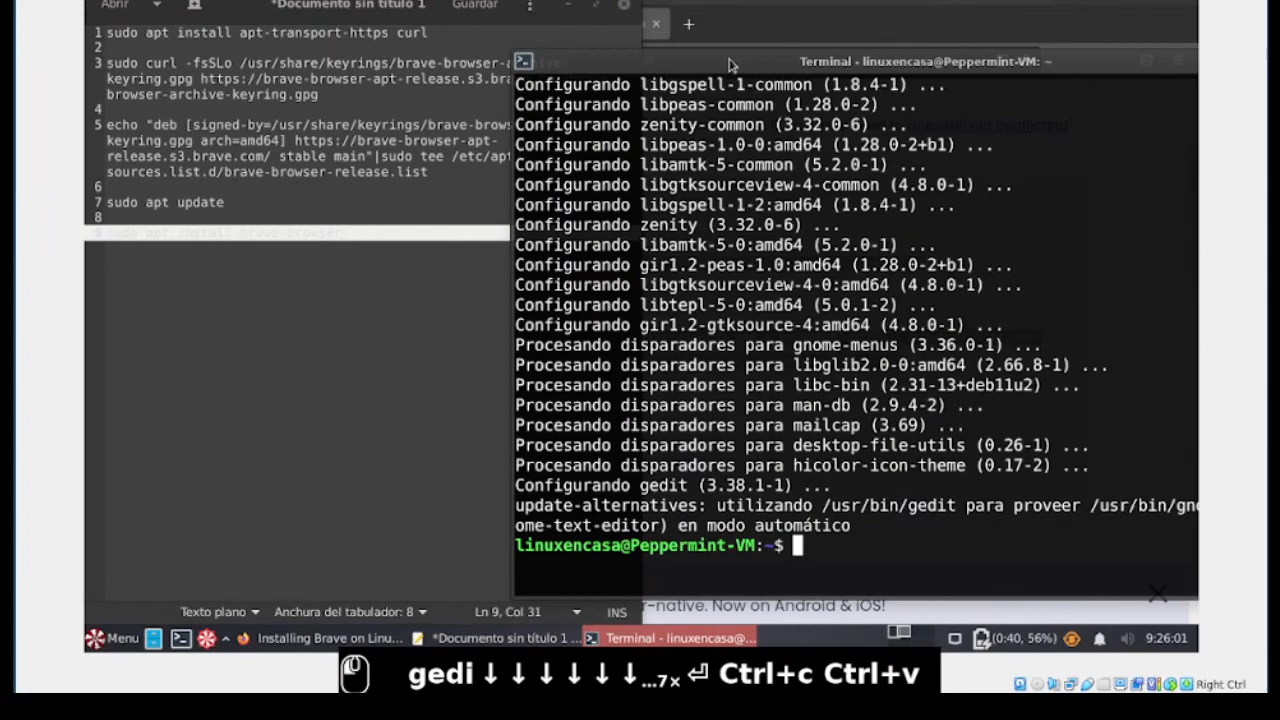 Abrir
*Documento sin título 1
Guardar
1 sudo apt install apt-transport-https curl
2
3 sudo curl -fsSLo /usr/share/keyrings/brave-browser-a
keyring.gpg https://brave-browser-apt-release.s3.bra
browser-archive-keyring.gpg
4
5 echo "deb [signed-by=/usr/share/keyrings/brave-brows
keyring.gpg arch=amd64] https://brave-browser-apt-
release.s3.brave.com/ stable main"|sudo tee /etc/apt
sources.list.d/brave-browser-release.list
6
7 sudo apt update
8
9 sudo apt install brave-browser
Terminal - linuxencasa@Peppermint-VM: ~
Configurando libgspell-1-common (1.8.4-1) ...
Configurando libpeas-common (1.28.0-2) ...
Configurando zenity-common (3.32.0-6) ...
Configurando libpeas-1.0-0:amd64 (1.28.0-2+b1) ...
Configurando libamtk-5-common (5.2.0-1) ...
Configurando libgtksourceview-4-common (4.8.0-1) ...
Configurando libgspell-1-2:amd64 (1.8.4-1) ...
Configurando zenity (3.32.0-6) ...
Configurando libamtk-5-0:amd64 (5.2.0-1) ...
Configurando gir1.2-peas-1.0:amd64 (1.28.0-2+b1) ...
Configurando libgtksourceview-4-0:amd64 (4.8.0-1) ...
Configurando libtepl-5-0:amd64 (5.0.1-2) ...
Configurando gir1.2-gtksource-4:amd64 (4.8.0-1) ...
Procesando disparadores para gnome-menus (3.36.0-1) ...
Procesando disparadores para libglib2.0-0:amd64 (2.66.8-1) ...
Procesando disparadores para libc-bin (2.31-13+deb11u2) ...
Procesando disparadores para man-db (2.9.4-2) ...
Procesando disparadores para mailcap (3.69) ...
Procesando disparadores para desktop-file-utils (0.26-1) ...
Procesando disparadores para hicolor-icon-theme (0.17-2) ...
Configurando gedit (3.38.1-1) ...
update-alternatives: utilizando /usr/bin/gedit para proveer /usr/bin/gno
ome-text-editor) en modo automático
linuxencasa@Peppermint-VM:~$
Texto plano Anchura del tabulador: 8 Ln 9, Col 31 INS
r-native. Now on Android & iOS!
Menu Installing Brave on Linu... *Documento sin título 1 ... Terminal - linuxencasa@... (0:40, 56%) 9:26:01
gedi↓↓↓↓↓↓...7× ⏎ Ctrl+c Ctrl+v
Right Ctrl